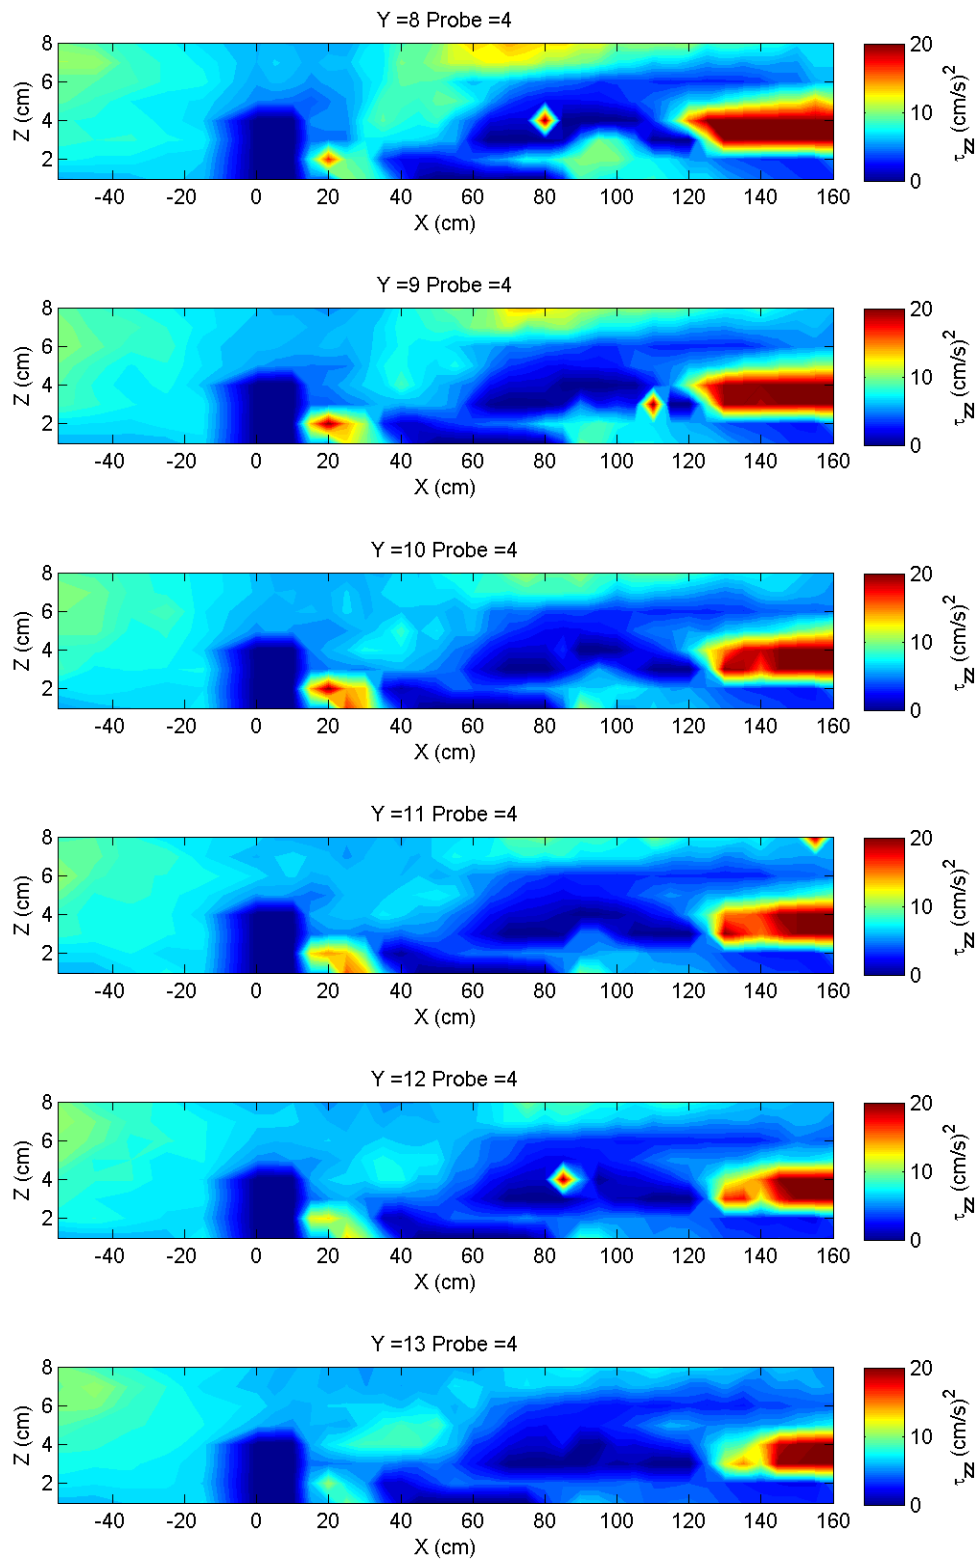 Y =8 Probe =4
8
6
4
2
Z (cm)
-40 -20 0 20 40 60 80 100 120 140 160
X (cm)
20
10
0
τzz (cm/s)2
Y =9 Probe =4
8
6
4
2
Z (cm)
-40 -20 0 20 40 60 80 100 120 140 160
X (cm)
20
10
0
τzz (cm/s)2
Y =10 Probe =4
8
6
4
2
Z (cm)
-40 -20 0 20 40 60 80 100 120 140 160
X (cm)
20
10
0
τzz (cm/s)2
Y =11 Probe =4
8
6
4
2
Z (cm)
-40 -20 0 20 40 60 80 100 120 140 160
X (cm)
20
10
0
τzz (cm/s)2
Y =12 Probe =4
8
6
4
2
Z (cm)
-40 -20 0 20 40 60 80 100 120 140 160
X (cm)
20
10
0
τzz (cm/s)2
Y =13 Probe =4
8
6
4
2
Z (cm)
-40 -20 0 20 40 60 80 100 120 140 160
X (cm)
20
10
0
τzz (cm/s)2